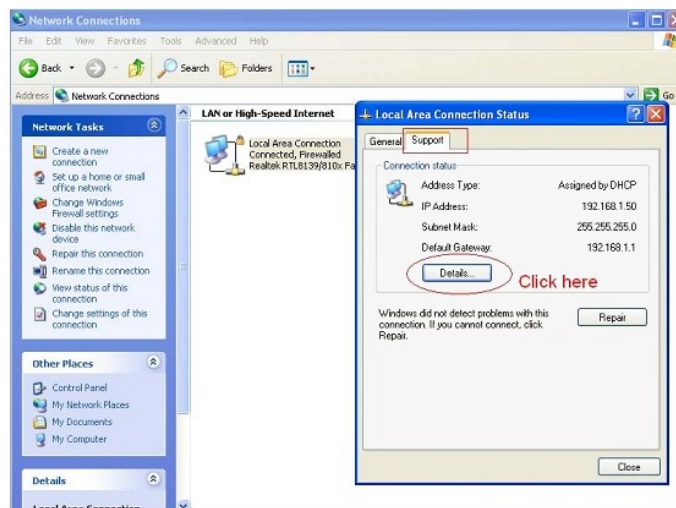 Network Connections
File Edit View Favorites Tools Advanced Help
Back Search Folders
Address Network Connections Go
Network Tasks
Create a new
connection
Set up a home or small
office network
Change Windows
Firewall settings
Disable this network
device
Repair this connection
Rename this connection
View status of this
connection
Change settings of this
connection
Other Places
Control Panel
My Network Places
My Documents
My Computer
Details
Local Area Connection
LAN or High-Speed Internet
Local Area Connection
Connected, Firewalled
Realtek RTL8139/810x Fa
Local Area Connection Status
General Support
Connection status
Address Type: Assigned by DHCP
IP Address: 192.168.1.50
Subnet Mask: 255.255.255.0
Default Gateway: 192.168.1.1
Details...
Click here
Windows did not detect problems with this
connection. If you cannot connect, click
Repair.
Repair
Close